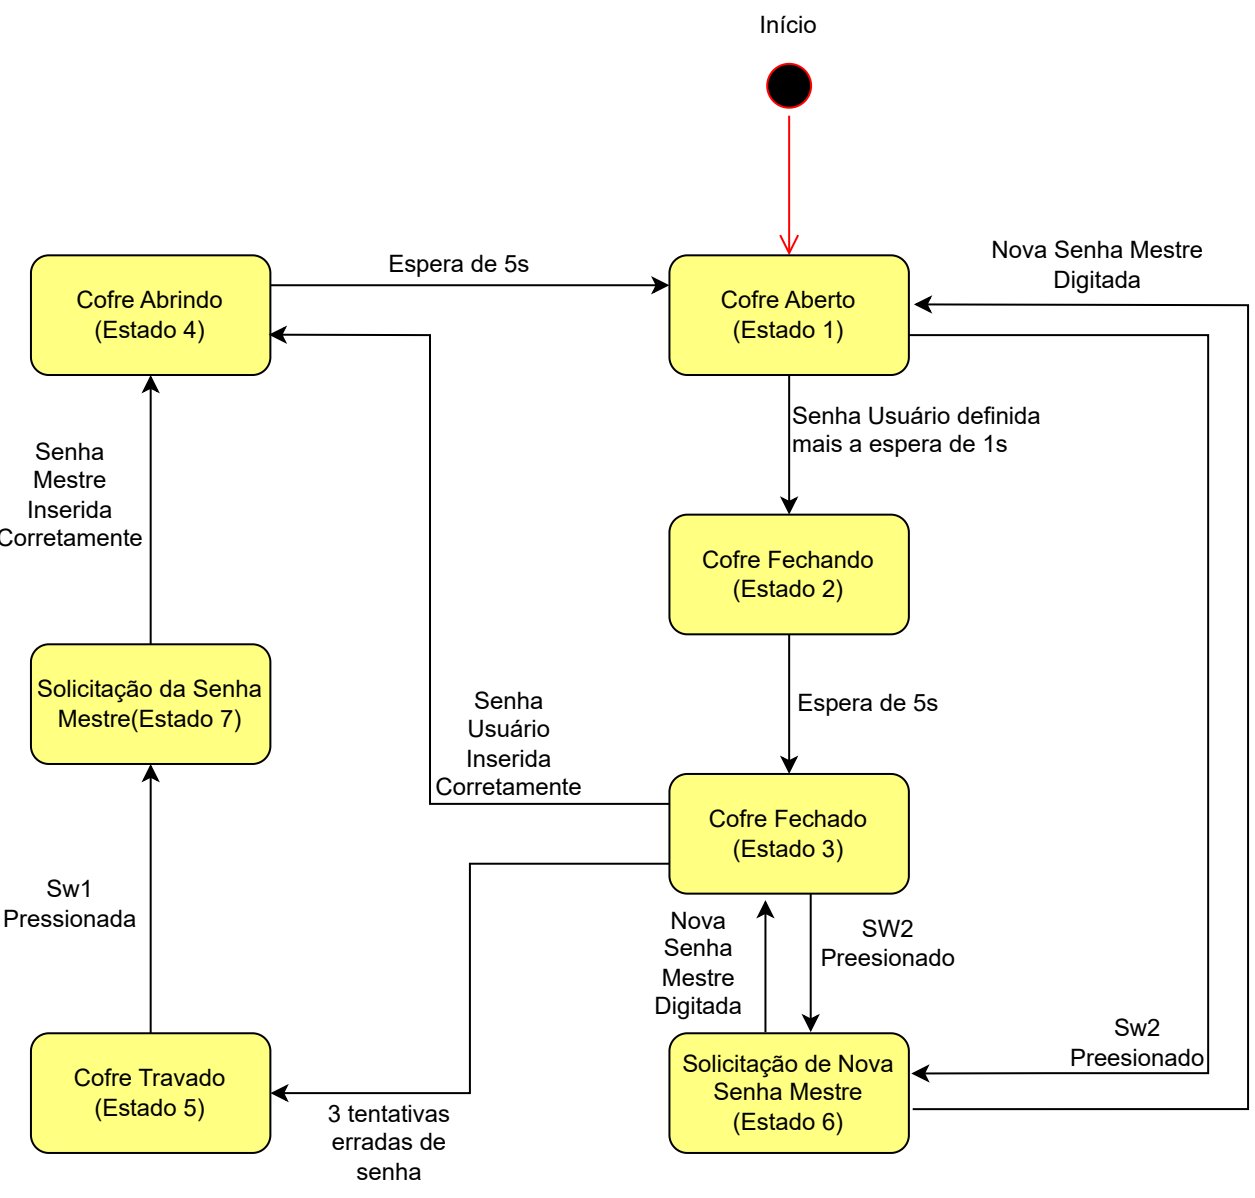 Início
Nova Senha Mestre
Digitada
Espera de 5s
Cofre Abrindo
(Estado 4)
Cofre Aberto
(Estado 1)
Senha Usuário definida
mais a espera de 1s
Senha
Mestre
Inserida
Corretamente
Cofre Fechando
(Estado 2)
Solicitação da Senha
Mestre(Estado 7)
Senha
Usuário
Inserida
Corretamente
Espera de 5s
Cofre Fechado
(Estado 3)
Sw1
Pressionada
Nova
Senha
Mestre
Digitada
SW2
Preesionado
Sw2
Preesionado
Cofre Travado
(Estado 5)
Solicitação de Nova
Senha Mestre
(Estado 6)
3 tentativas
erradas de
senha